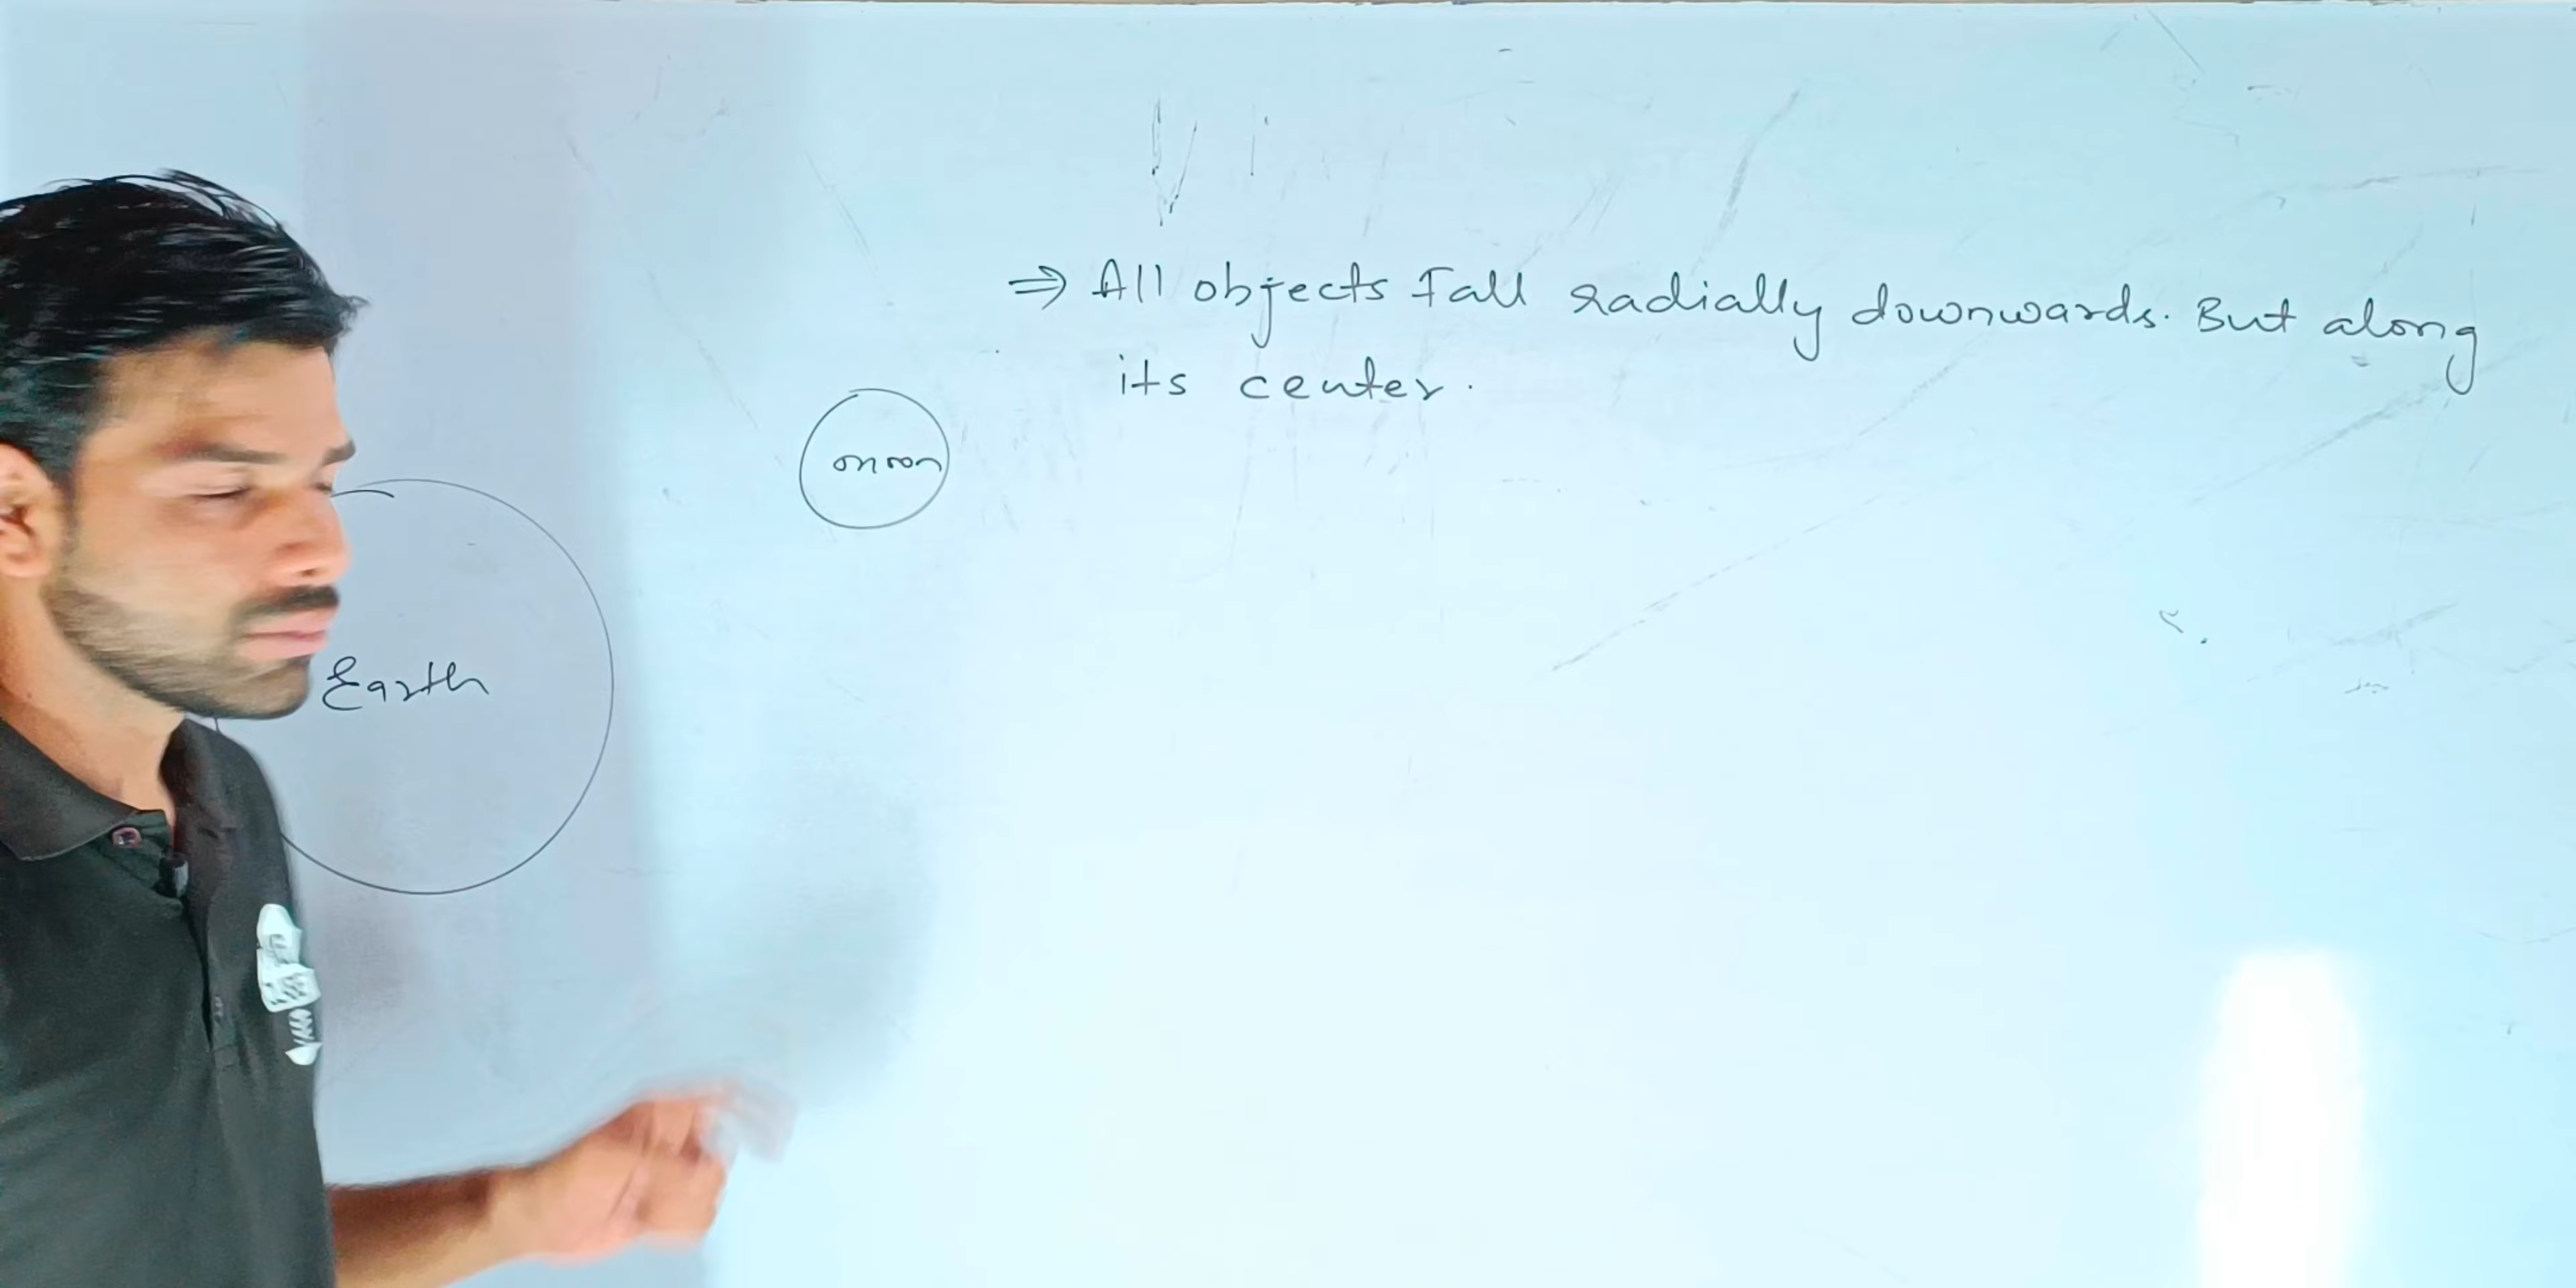 ⇒ All objects Fall radially downwards. But along
its center.
moon
Earth